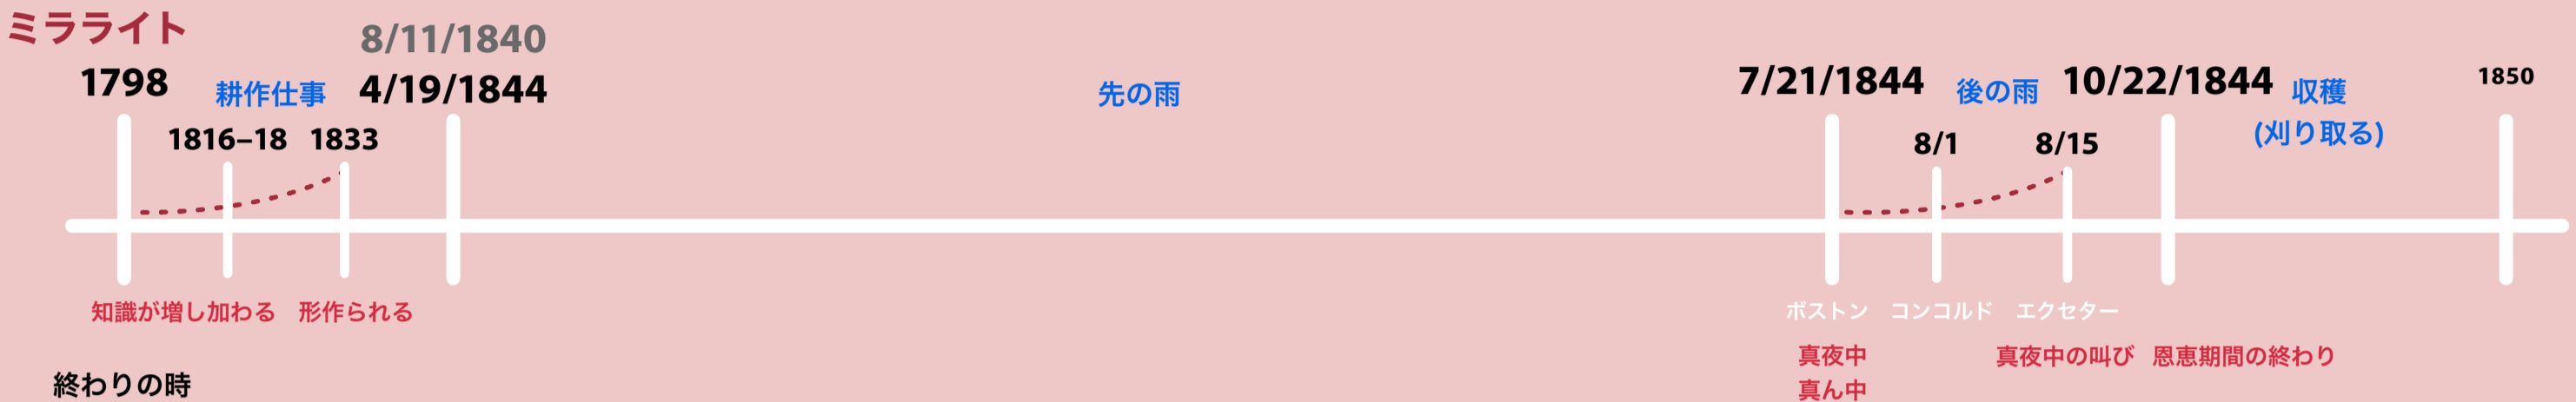 ミラライト
8/11/1840
1798 耕作仕事 4/19/1844 先の雨 7/21/1844 後の雨 10/22/1844 収穫 1850
(刈り取る)
1816–18 1833 8/1 8/15
知識が増し加わる 形作られる ボストン コンコルド エクセター
真夜中 真夜中の叫び 恩恵期間の終わり
終わりの時 真ん中